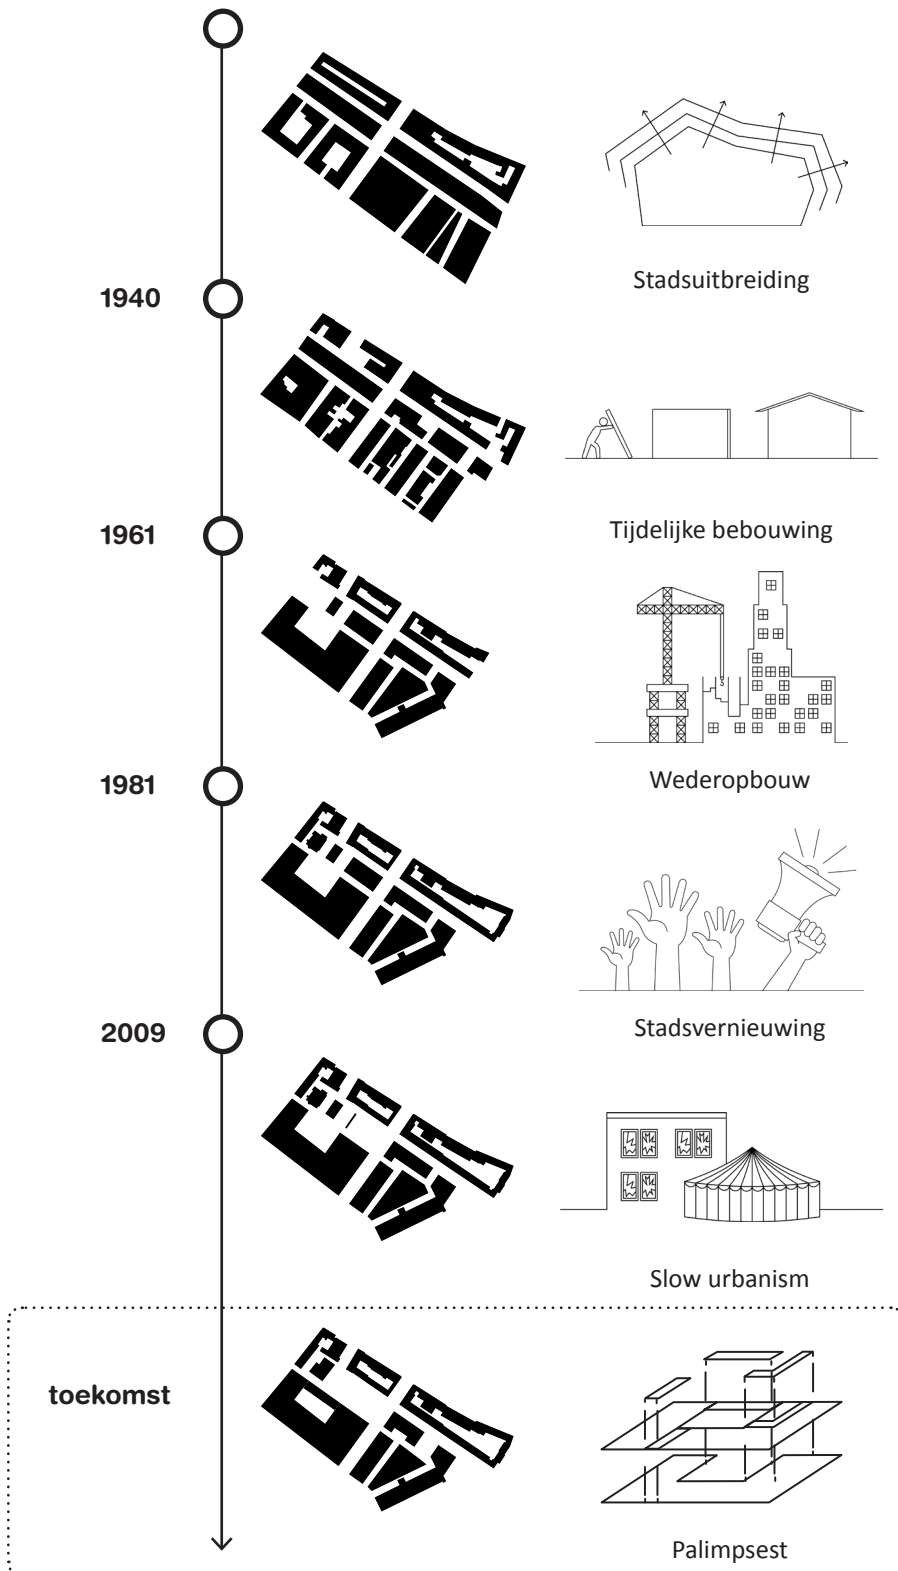 Stadsuitbreiding
1940
Tijdelijke bebouwing
1961
Wederopbouw
1981
Stadsvernieuwing
2009
Slow urbanism
toekomst
Palimpsest